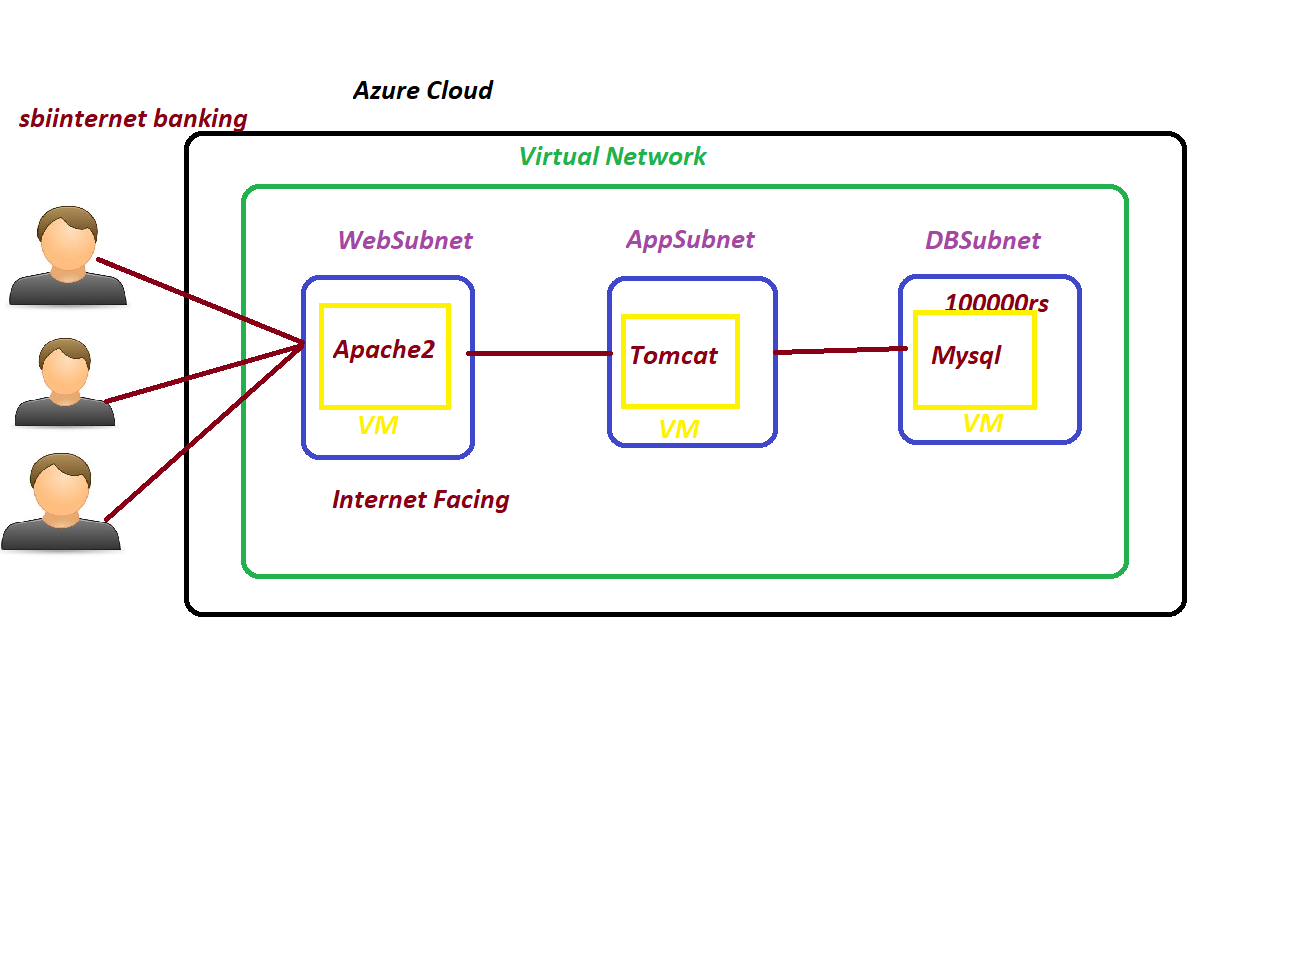 Azure Cloud
sbiinternet banking
Virtual Network
WebSubnet
AppSubnet
DBSubnet
100000rs
Apache2
Tomcat
Mysql
VM
VM
VM
Internet Facing